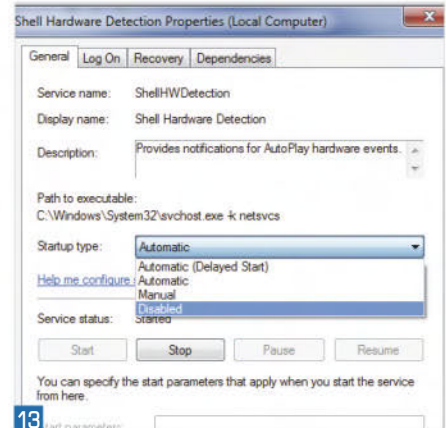 Shell Hardware Detection Properties (Local Computer)
General Log On Recovery Dependencies
Service name: ShellHWDetection
Display name: Shell Hardware Detection
Description: Provides notifications for AutoPlay hardware events.
Path to executable:
C:\Windows\System32\svchost.exe -k netsvcs
Startup type: Automatic
Automatic (Delayed Start)
Help me configure Automatic
Manual
Disabled
Service status: Started
Start Stop Pause Resume
You can specify the start parameters that apply when you start the service
from here.
13 Start parameters: